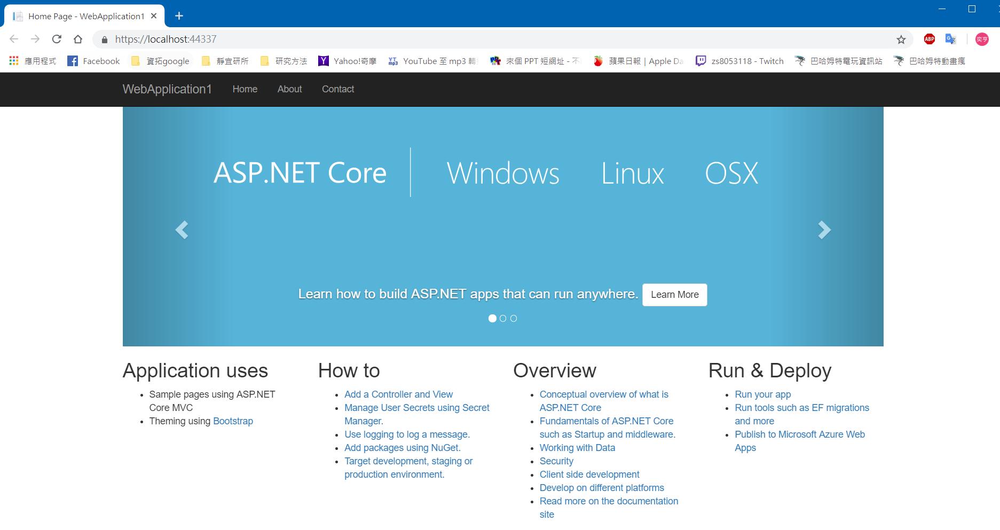 Home Page - WebApplication1
https://localhost:44337
ABP
奕亨
應用程式 Facebook 資拓google 靜宜研所 研究方法 Yahoo!奇摩 YouTube 至 mp3 轉 來個 PPT 短網址 - 不 蘋果日報 | Apple Da zs8053118 - Twitch 巴哈姆特電玩資訊站 巴哈姆特動畫瘋
WebApplication1 Home About Contact
ASP.NET Core Windows Linux OSX
Learn how to build ASP.NET apps that can run anywhere. Learn More
Application uses
Sample pages using ASP.NET
Core MVC
Theming using Bootstrap
How to
Add a Controller and View
Manage User Secrets using Secret
Manager.
Use logging to log a message.
Add packages using NuGet.
Target development, staging or
production environment.
Overview
Conceptual overview of what is
ASP.NET Core
Fundamentals of ASP.NET Core
such as Startup and middleware.
Working with Data
Security
Client side development
Develop on different platforms
Read more on the documentation
site
Run & Deploy
Run your app
Run tools such as EF migrations
and more
Publish to Microsoft Azure Web
Apps